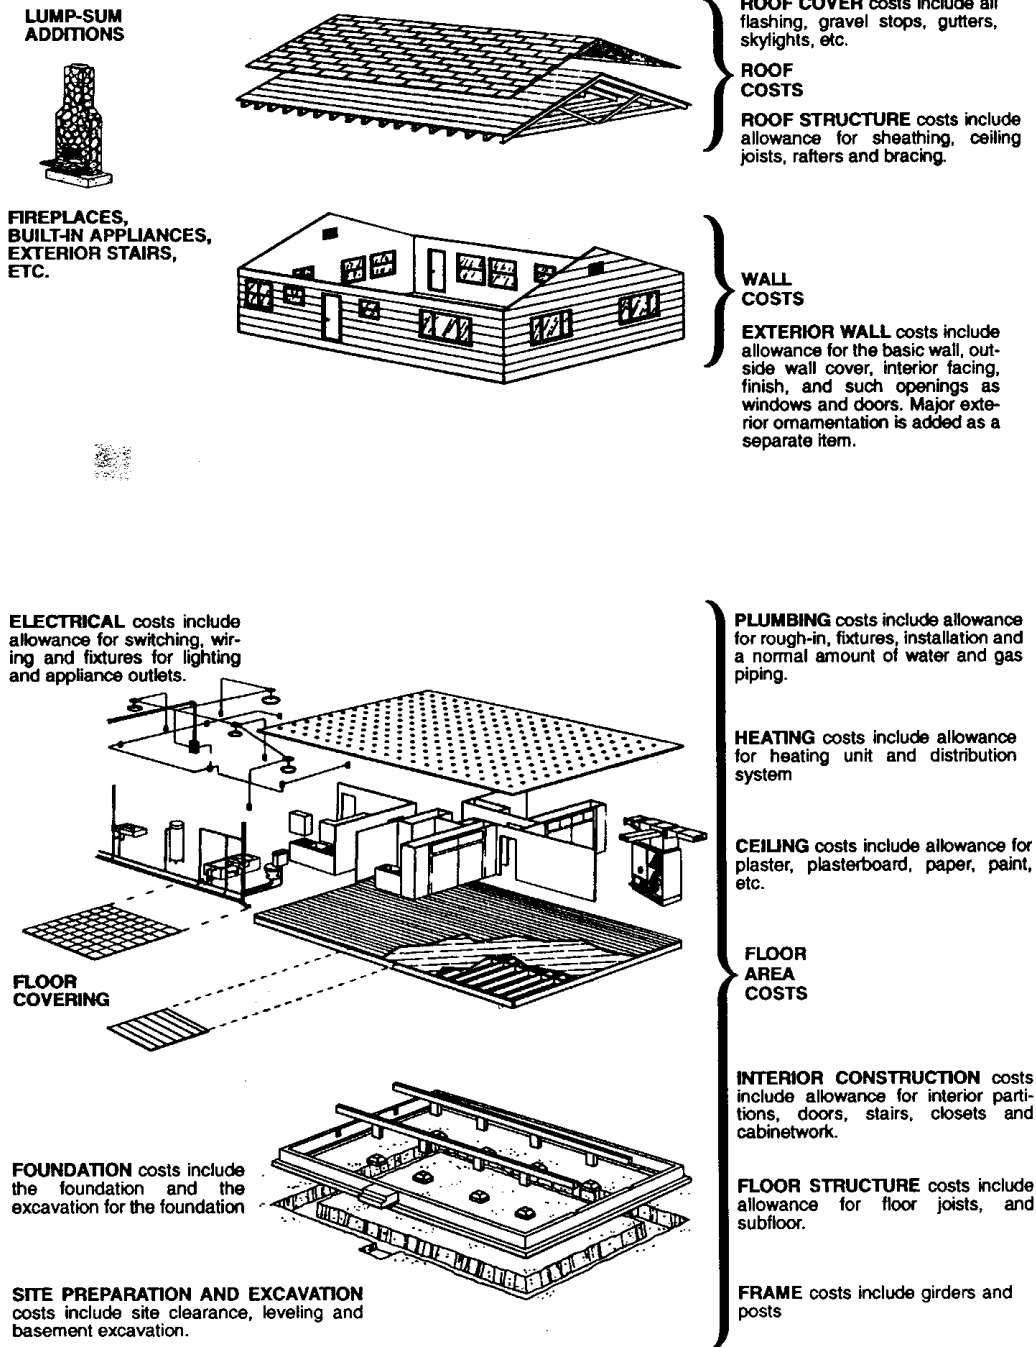 LUMP-SUM
ADDITIONS
FIREPLACES,
BUILT-IN APPLIANCES,
EXTERIOR STAIRS,
ETC.
ROOF COVER costs include all
flashing, gravel stops, gutters,
skylights, etc.
ROOF
COSTS
ROOF STRUCTURE costs include
allowance for sheathing, ceiling
joists, rafters and bracing.
WALL
COSTS
EXTERIOR WALL costs include
allowance for the basic wall, out-
side wall cover, interior facing,
finish, and such openings as
windows and doors. Major exte-
rior ornamentation is added as a
separate item.
ELECTRICAL costs include
allowance for switching, wir-
ing and fixtures for lighting
and appliance outlets.
FLOOR
COVERING
FOUNDATION costs include
the foundation and the
excavation for the foundation
SITE PREPARATION AND EXCAVATION
costs include site clearance, leveling and
basement excavation.
PLUMBING costs include allowance
for rough-in, fixtures, installation and
a normal amount of water and gas
piping.
HEATING costs include allowance
for heating unit and distribution
system
CEILING costs include allowance for
plaster, plasterboard, paper, paint,
etc.
FLOOR
AREA
COSTS
INTERIOR CONSTRUCTION costs
include allowance for interior parti-
tions, doors, stairs, closets and
cabinetwork.
FLOOR STRUCTURE costs include
allowance for floor joists, and
subfloor.
FRAME costs include girders and
posts